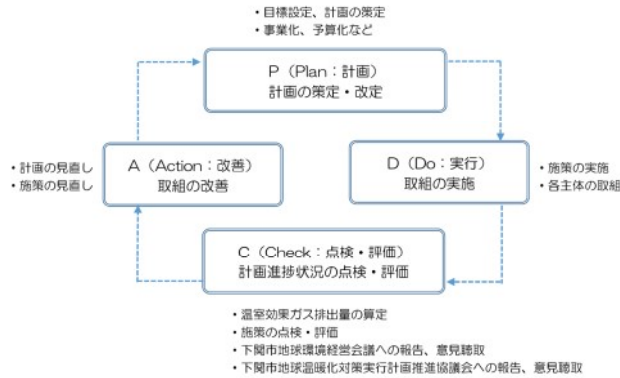 ・目標設定、計画の策定
・事業化、予算化など
P（Plan：計画）
計画の策定・改定
A（Action：改善）
取組の改善
・計画の見直し
・施策の見直し
D（Do：実行）
取組の実施
・施策の実施
・各主体の取組
C（Check：点検・評価）
計画進捗状況の点検・評価
・温室効果ガス排出量の算定
・施策の点検・評価
・下関市地球環境経営会議への報告、意見聴取
・下関市地球温暖化対策実行計画推進協議会への報告、意見聴取